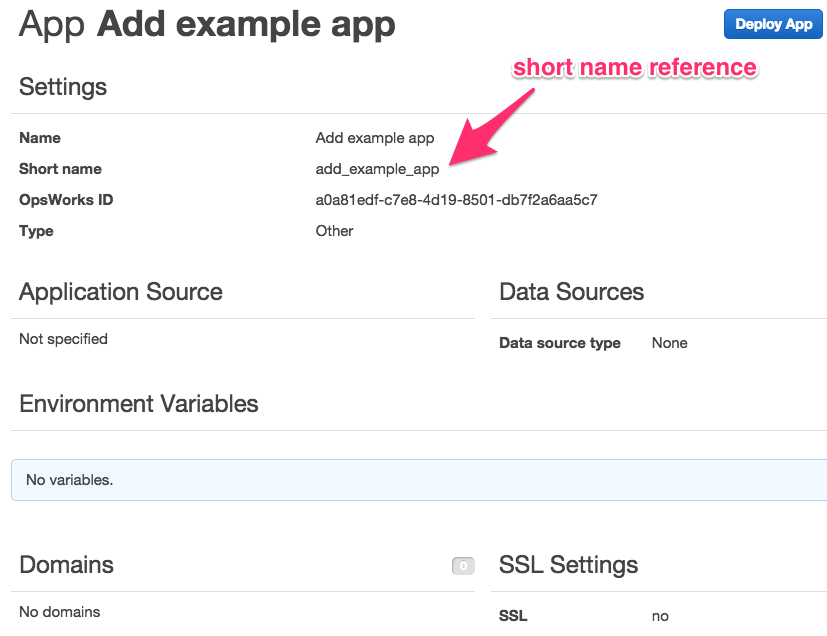 App Add example app
Deploy App
short name reference
Settings
Name Add example app
Short name add_example_app
OpsWorks ID a0a81edf-c7e8-4d19-8501-db7f2a6aa5c7
Type Other
Application Source
Not specified
Data Sources
Data source type None
Environment Variables
No variables.
Domains 0
No domains
SSL Settings
SSL no